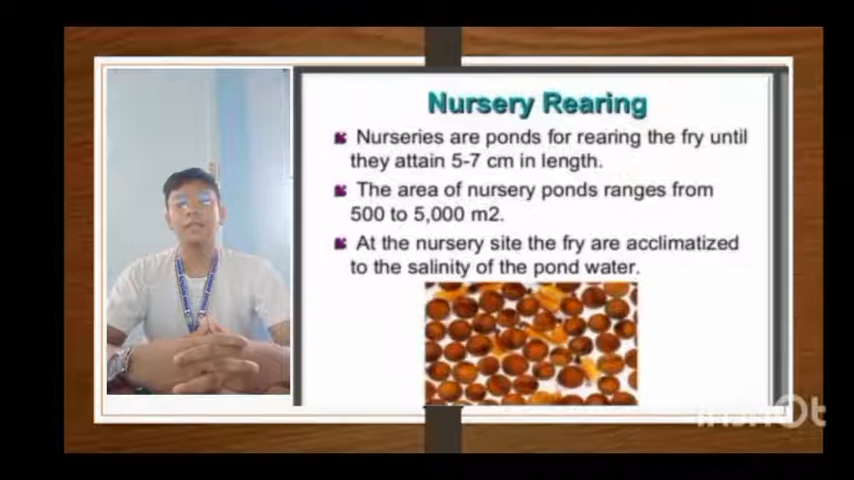 Nursery Rearing
Nurseries are ponds for rearing the fry until
they attain 5-7 cm in length.
The area of nursery ponds ranges from
500 to 5,000 m2.
At the nursery site the fry are acclimatized
to the salinity of the pond water.
INSHOT